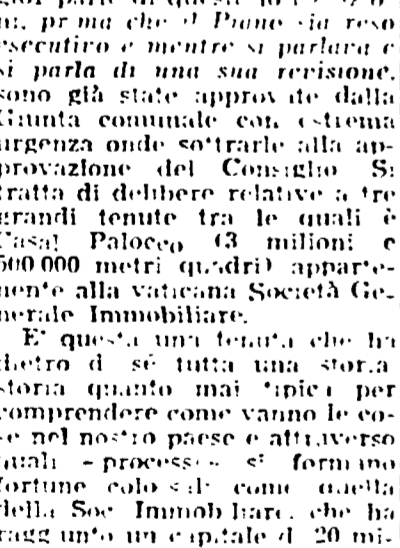 prima che il Piano sia reso
esecutivo e mentre si parlava e
si parla di una sua revisione,
sono già state approvate dalla
Giunta comunale con estrema
urgenza onde sottrarle alla ap-
provazione del Consiglio Si
tratta di delibere relative a tre
grandi tenute tra le quali è
Casal Palocco (3 milioni e
500 000 metri quadri) apparte-
nente alla vaticana Società Ge-
nerale Immobiliare.
E' questa una tenuta che ha
dietro di sé tutta una storia
storia quanto mai tipica per
comprendere come vanno le co-
se nel nostro paese e attraverso
quali «processi» si formano
fortune colossali come quella
della Soc Immobiliare, che ha
raggiunto un capitale di 20 mi-